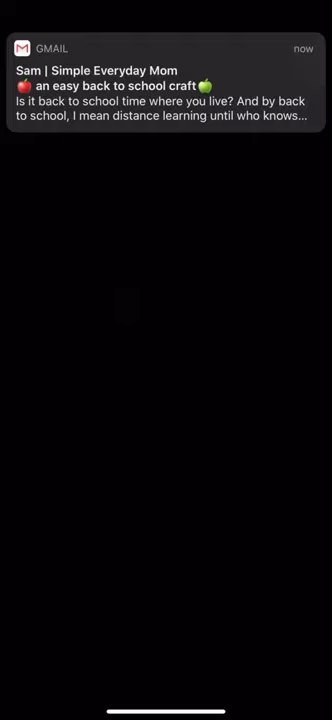 GMAIL now
Sam | Simple Everyday Mom
🍎 an easy back to school craft🍏
Is it back to school time where you live? And by back
to school, I mean distance learning until who knows...